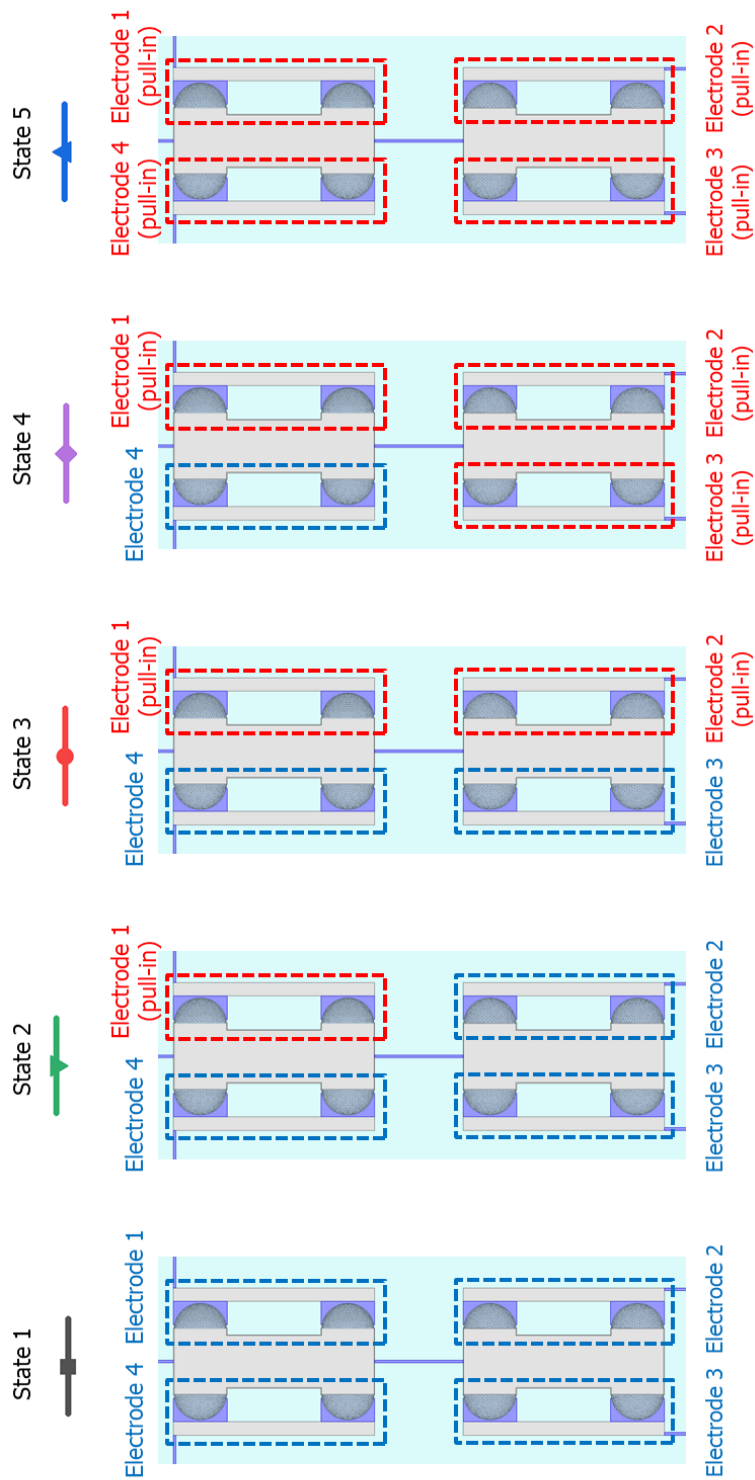 State 1
Electrode 4
Electrode 1
Electrode 3
Electrode 2
State 2
Electrode 4
Electrode 1
(pull-in)
Electrode 3
Electrode 2
State 3
Electrode 4
Electrode 1
(pull-in)
Electrode 3
Electrode 2
(pull-in)
State 4
Electrode 4
Electrode 1
(pull-in)
Electrode 3
(pull-in)
Electrode 2
(pull-in)
State 5
Electrode 4
(pull-in)
Electrode 1
(pull-in)
Electrode 3
(pull-in)
Electrode 2
(pull-in)